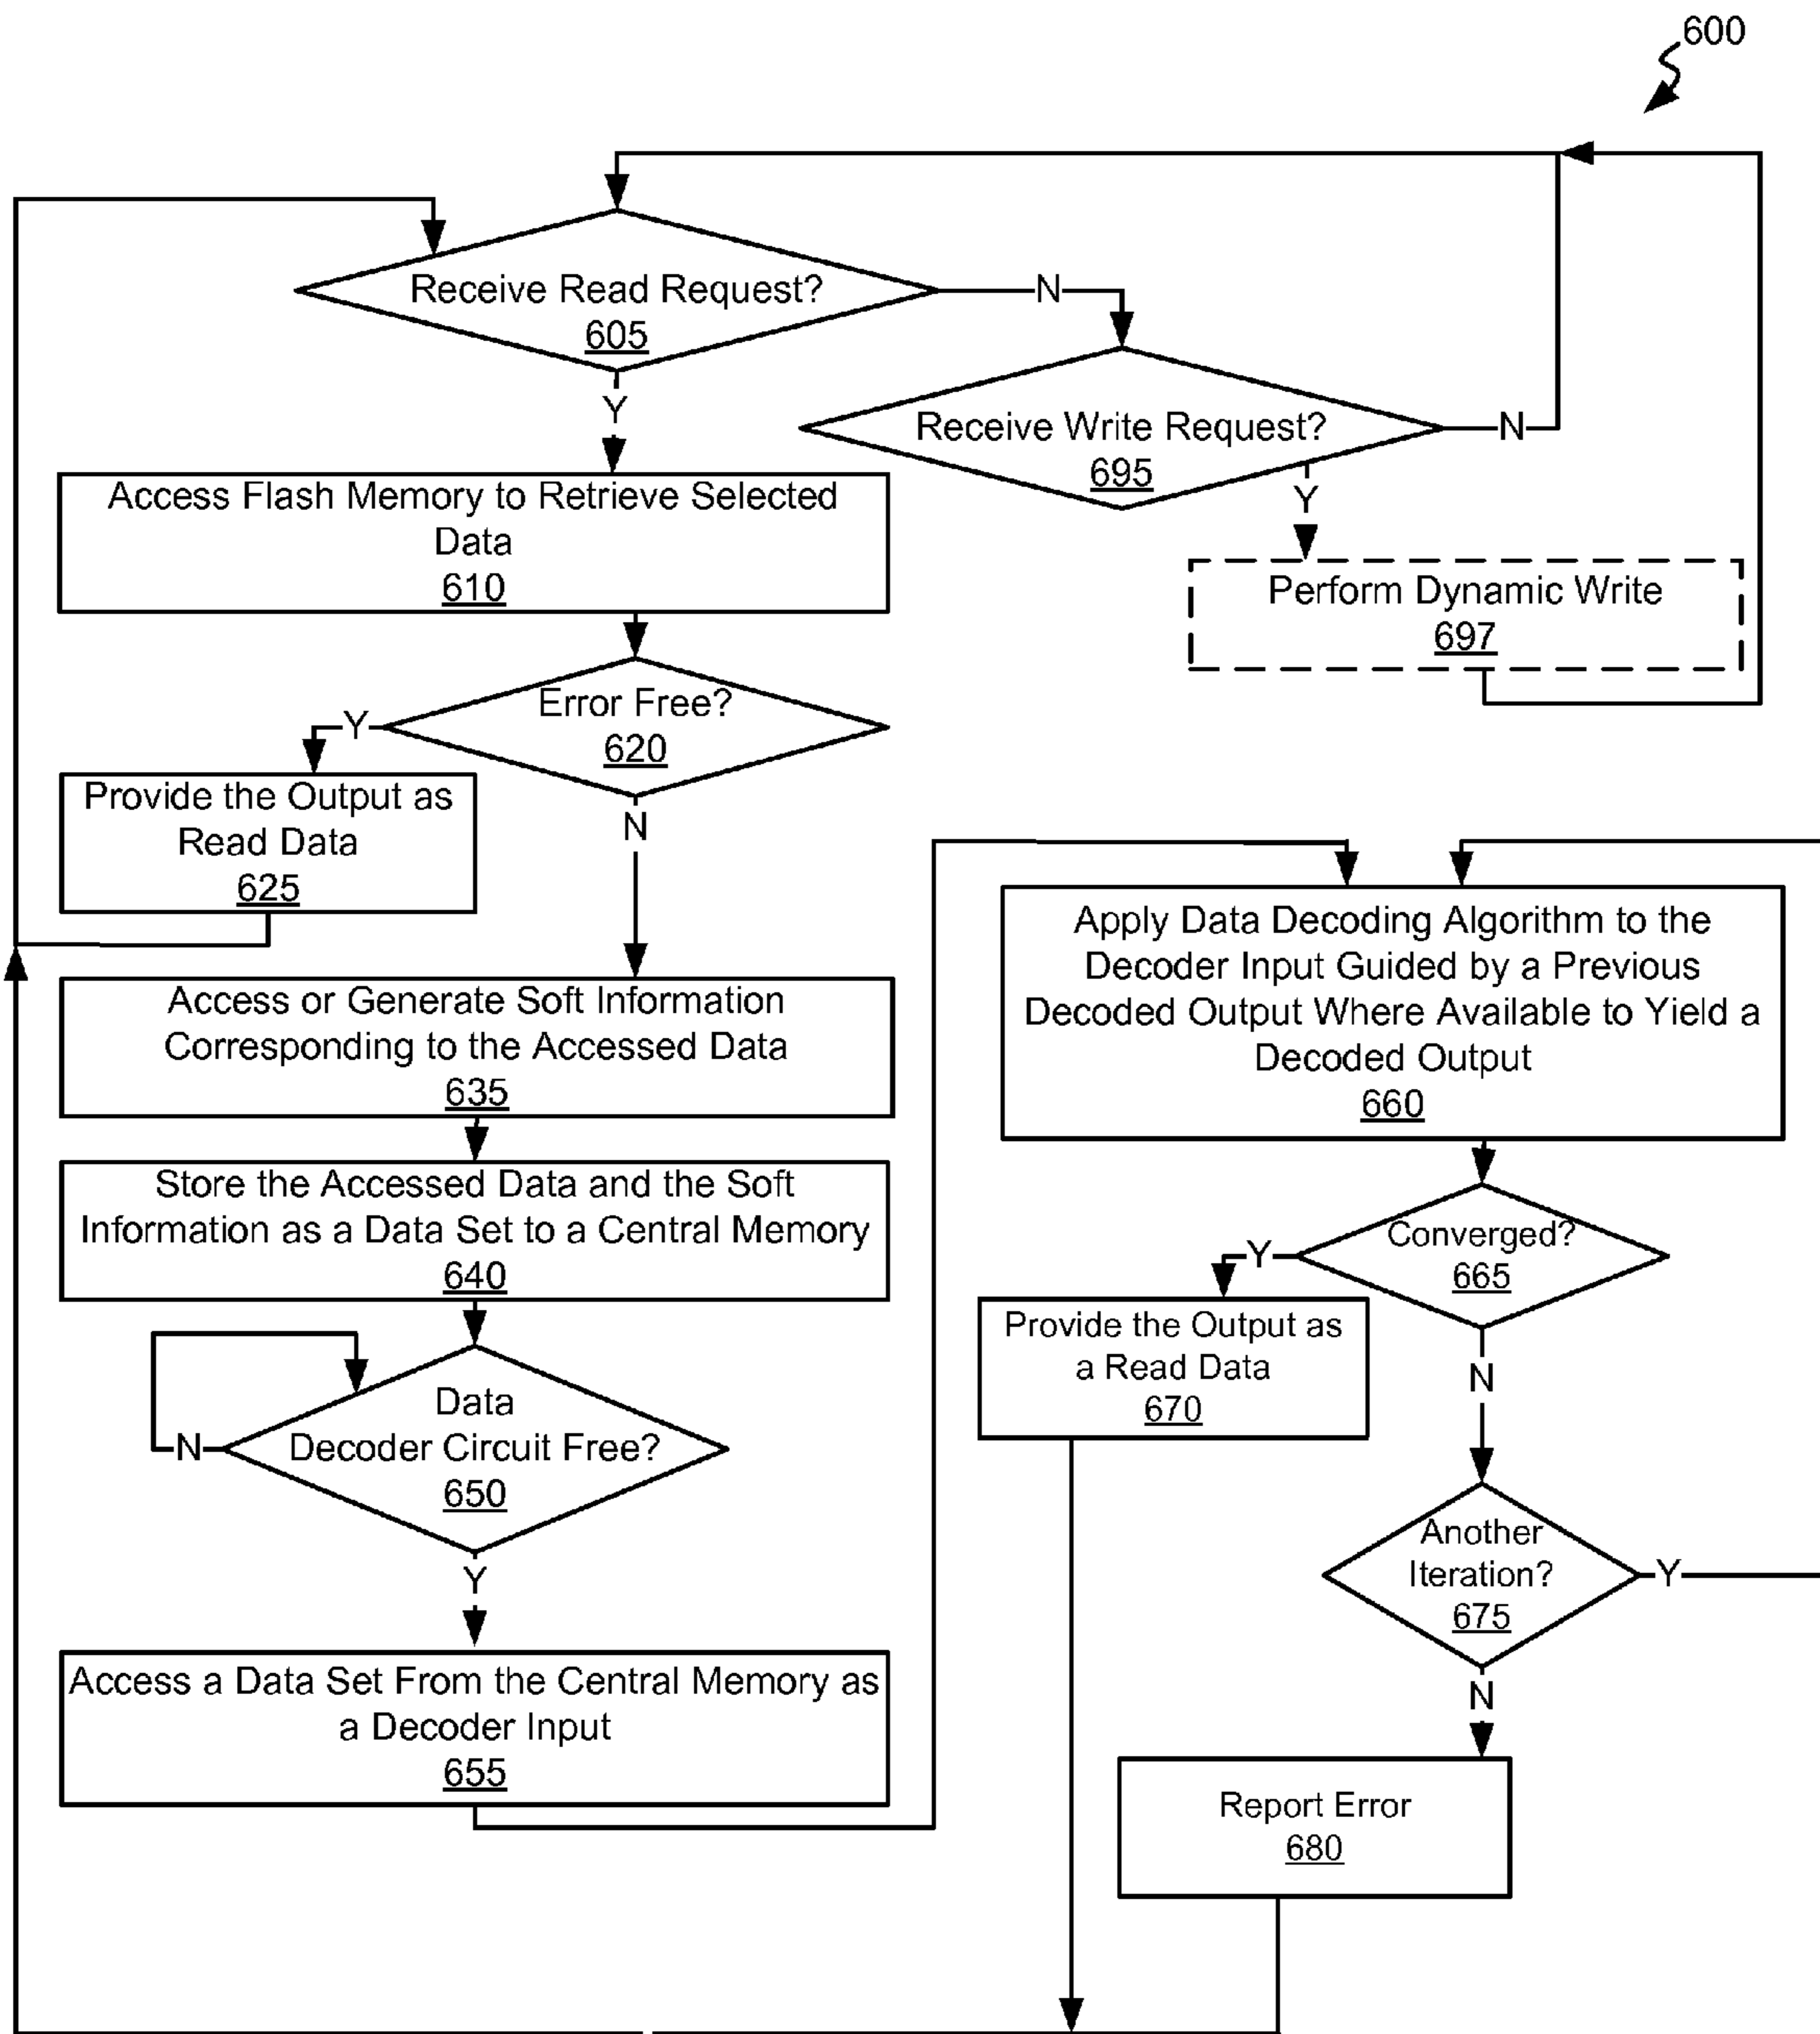 600
Receive Read Request?
605
N
Y
Receive Write Request?
695
N
Y
Access Flash Memory to Retrieve Selected
Data
610
Perform Dynamic Write
697
Error Free?
620
Y
N
Provide the Output as
Read Data
625
Access or Generate Soft Information
Corresponding to the Accessed Data
635
Store the Accessed Data and the Soft
Information as a Data Set to a Central Memory
640
Data
Decoder Circuit Free?
650
N
Y
Access a Data Set From the Central Memory as
a Decoder Input
655
Apply Data Decoding Algorithm to the
Decoder Input Guided by a Previous
Decoded Output Where Available to Yield a
Decoded Output
660
Converged?
665
Y
N
Provide the Output as
a Read Data
670
Another
Iteration?
675
Y
N
Report Error
680